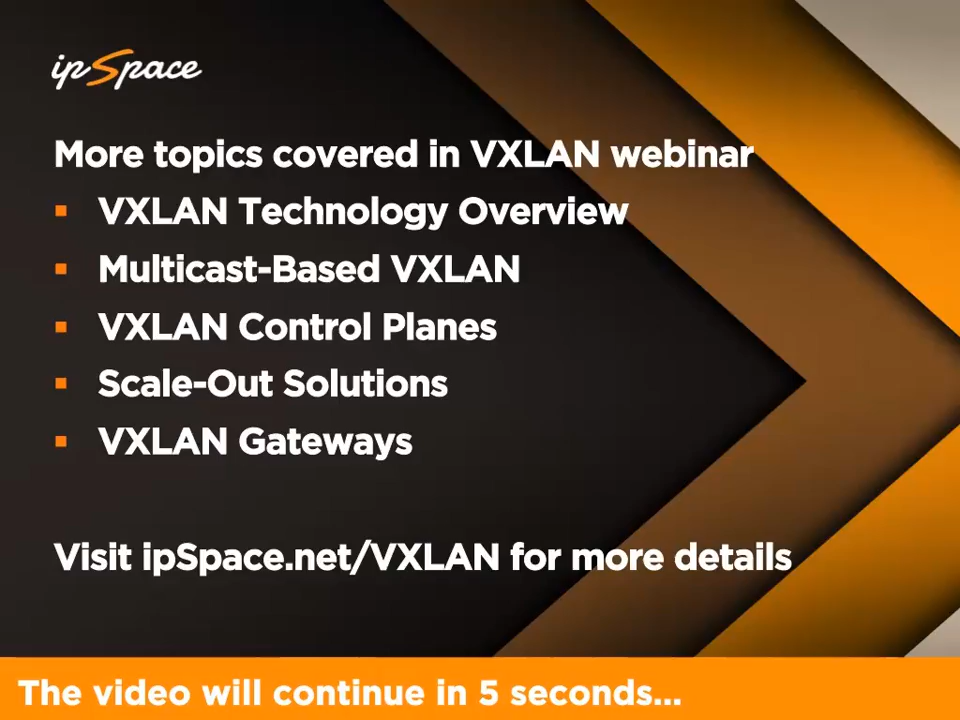 ipSpace
More topics covered in VXLAN webinar
▪ VXLAN Technology Overview
▪ Multicast-Based VXLAN
▪ VXLAN Control Planes
▪ Scale-Out Solutions
▪ VXLAN Gateways
Visit ipSpace.net/VXLAN for more details
The video will continue in 5 seconds...